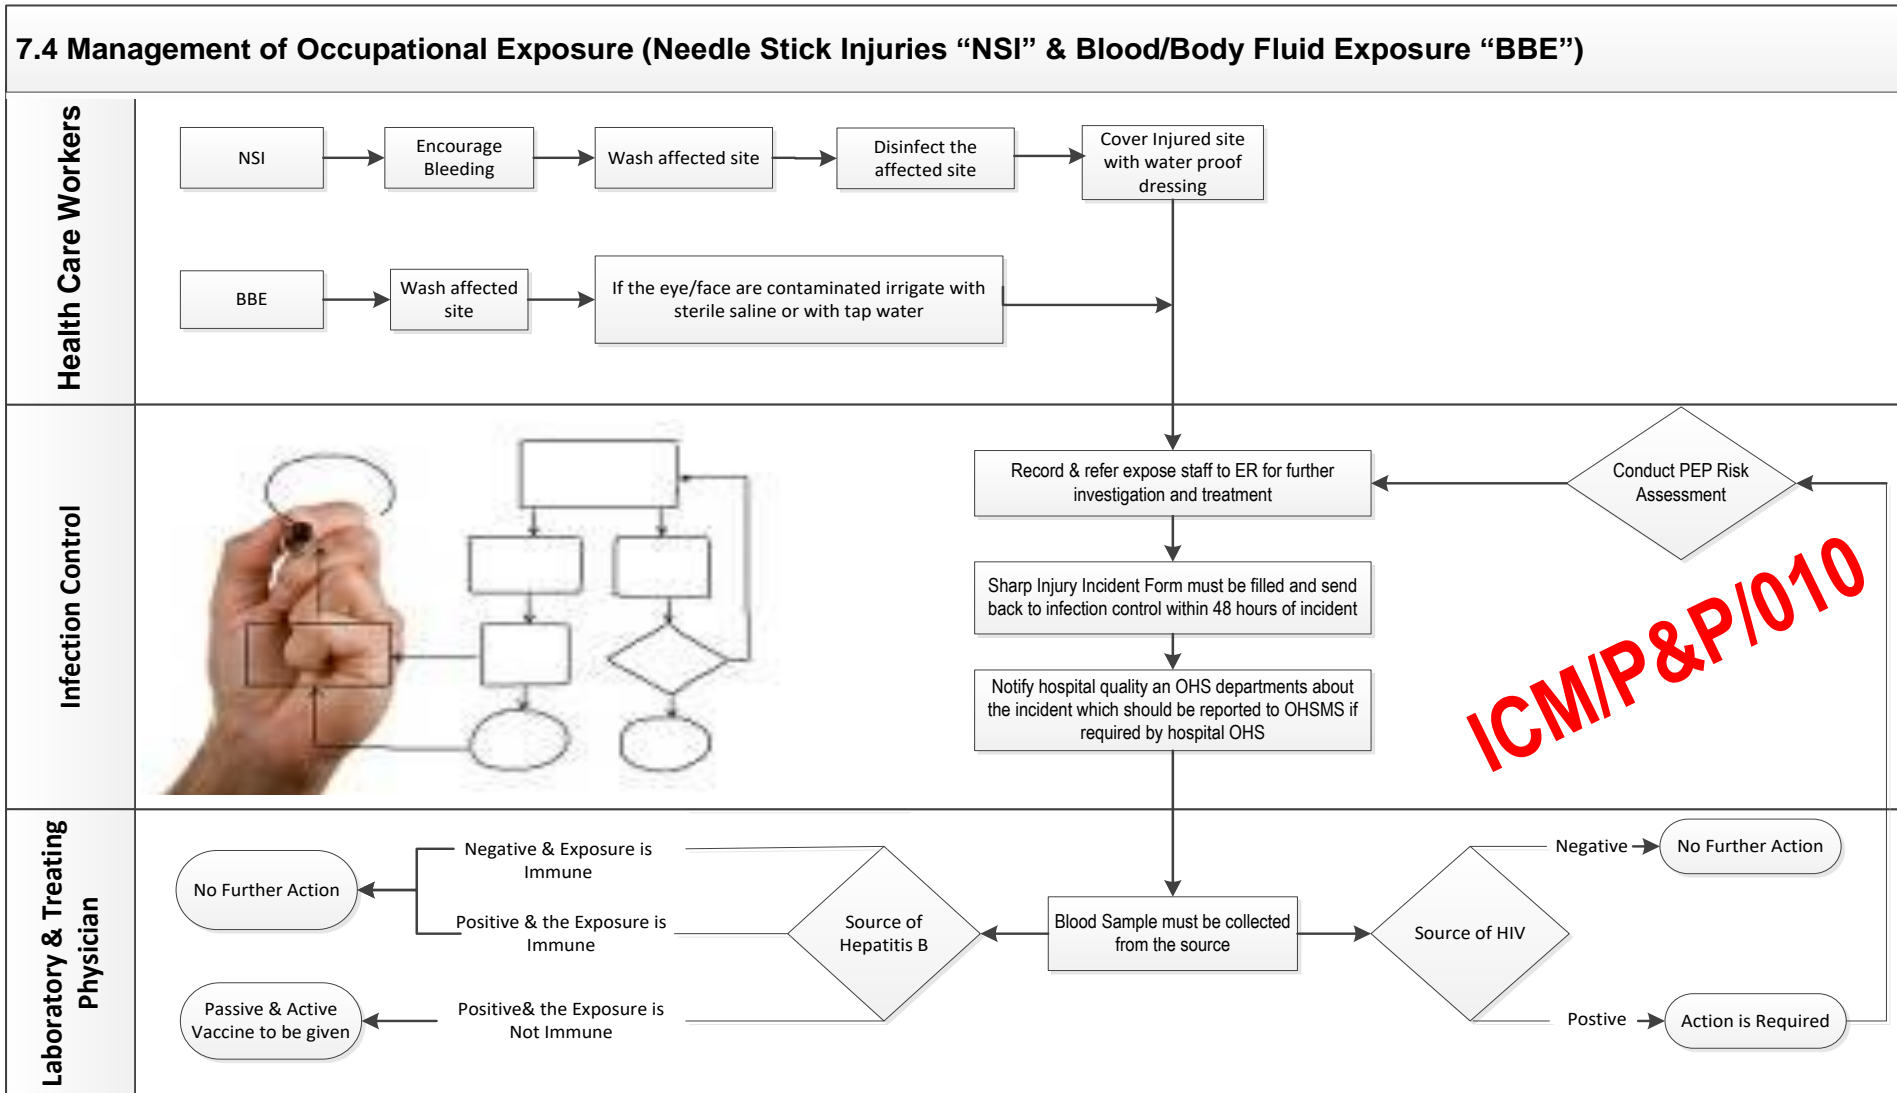 7.4 Management of Occupational Exposure (Needle Stick Injuries “NSI” & Blood/Body Fluid Exposure “BBE”)
Health Care Workers
NSI
Encourage
Bleeding
Wash affected site
Disinfect the
affected site
Cover Injured site
with water proof
dressing
BBE
Wash affected
site
If the eye/face are contaminated irrigate with
sterile saline or with tap water
Infection Control
Record & refer expose staff to ER for further
investigation and treatment
Conduct PEP Risk
Assessment
Sharp Injury Incident Form must be filled and send
back to infection control within 48 hours of incident
Notify hospital quality an OHS departments about
the incident which should be reported to OHSMS if
required by hospital OHS
ICM/P&P/010
Laboratory & Treating
Physician
No Further Action
Negative & Exposure is
Immune
Positive & the Exposure is
Immune
Passive & Active
Vaccine to be given
Positive& the Exposure is
Not Immune
Source of
Hepatitis B
Blood Sample must be collected
from the source
Source of HIV
Negative
No Further Action
Postive
Action is Required